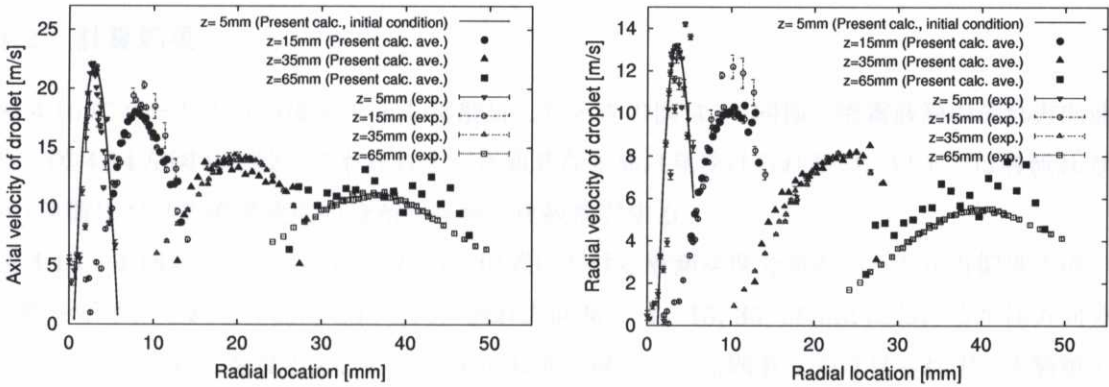 z= 5mm (Present calc., initial condition)
z=15mm (Present calc. ave.)
z=35mm (Present calc. ave.)
z=65mm (Present calc. ave.)
z= 5mm (exp.)
z=15mm (exp.)
z=35mm (exp.)
z=65mm (exp.)
Axial velocity of droplet [m/s]
25
20
15
10
5
0
0 10 20 30 40 50
Radial location [mm]
z= 5mm (Present calc., initial condition)
z=15mm (Present calc. ave.)
z=35mm (Present calc. ave.)
z=65mm (Present calc. ave.)
z= 5mm (exp.)
z=15mm (exp.)
z=35mm (exp.)
z=65mm (exp.)
Radial velocity of droplet [m/s]
14
12
10
8
6
4
2
0
0 10 20 30 40 50
Radial location [mm]